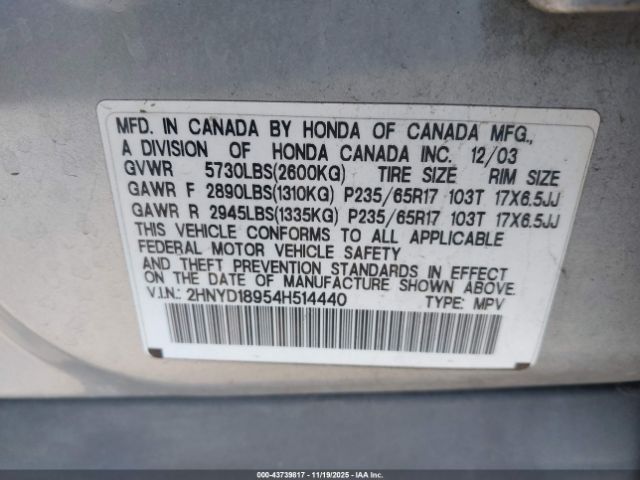 MFD. IN CANADA BY HONDA OF CANADA MFG.,
A DIVISION OF HONDA CANADA INC. 12/03
GVWR 5730LBS(2600KG) TIRE SIZE RIM SIZE
GAWR F 2890LBS(1310KG) P235/65R17 103T 17X6.5JJ
GAWR R 2945LBS(1335KG) P235/65R17 103T 17X6.5JJ
THIS VEHICLE CONFORMS TO ALL APPLICABLE
FEDERAL MOTOR VEHICLE SAFETY
AND THEFT PREVENTION STANDARDS IN EFFECT
ON THE DATE OF MANUFACTURE SHOWN ABOVE.
V.I.N.: 2HNYD18954H514440 TYPE: MPV
000-43739817 - 11/19/2025 - IAAI.COM